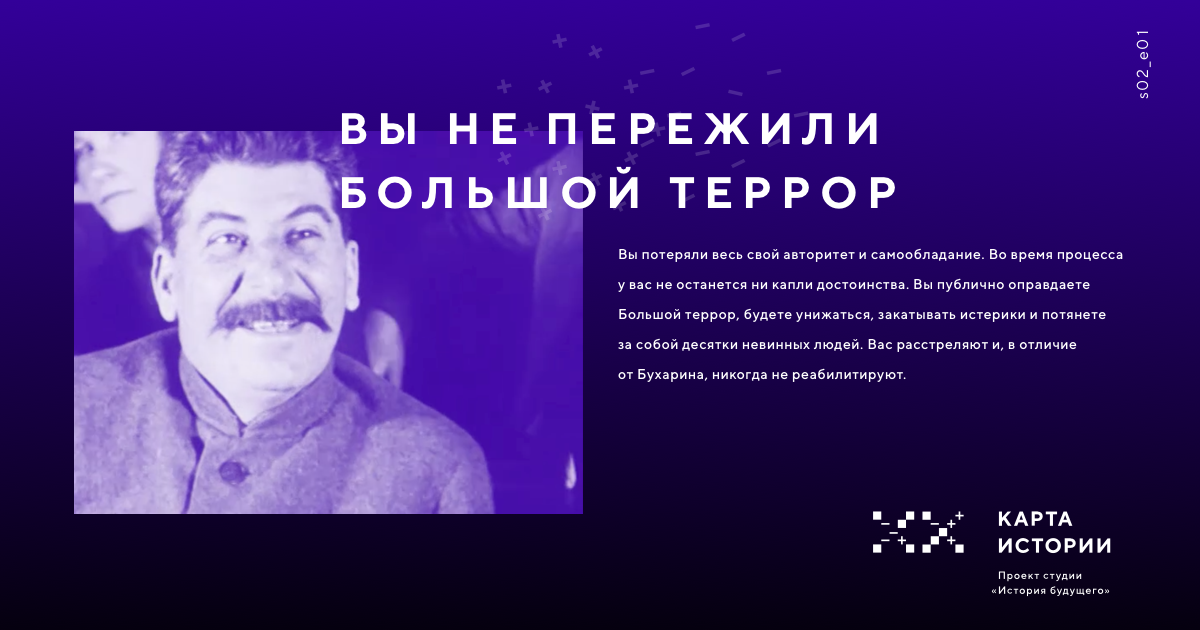 s02_e01
ВЫ НЕ ПЕРЕЖИЛИ
БОЛЬШОЙ ТЕРРОР
Вы потеряли весь свой авторитет и самообладание. Во время процесса
у вас не останется ни капли достоинства. Вы публично оправдаете
Большой террор, будете унижаться, закатывать истерики и потянете
за собой десятки невинных людей. Вас расстреляют и, в отличие
от Бухарина, никогда не реабилитируют.
КАРТА
ИСТОРИИ
Проект студии
«История будущего»